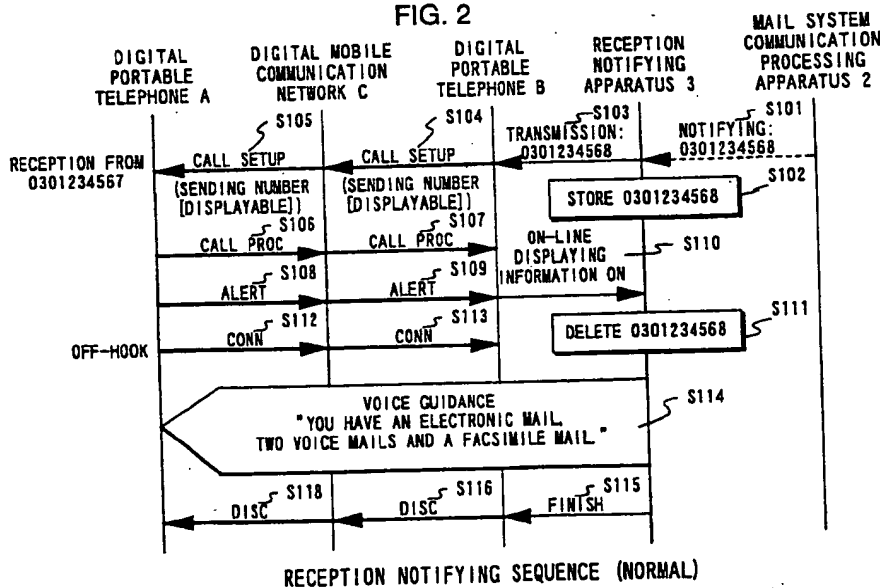 FIG. 2
DIGITAL
PORTABLE
TELEPHONE A
DIGITAL MOBILE
COMMUNICATION
NETWORK C
DIGITAL
PORTABLE
TELEPHONE B
RECEPTION
NOTIFYING
APPARATUS 3
MAIL SYSTEM
COMMUNICATION
PROCESSING
APPARATUS 2
S105
S104
S103
S101
RECEPTION FROM
0301234567
CALL SETUP
CALL SETUP
TRANSMISSION:
0301234568
NOTIFYING:
0301234568
(SENDING NUMBER
[DISPLAYABLE])
(SENDING NUMBER
[DISPLAYABLE])
STORE 0301234568
S102
S106
CALL PROC
S107
CALL PROC
ON-LINE
DISPLAYING
INFORMATION ON
S110
S108
ALERT
S109
ALERT
OFF-HOOK
S112
CONN
S113
CONN
DELETE 0301234568
S111
VOICE GUIDANCE
"YOU HAVE AN ELECTRONIC MAIL,
TWO VOICE MAILS AND A FACSIMILE MAIL."
S114
S118
DISC
S116
DISC
S115
FINISH
RECEPTION NOTIFYING SEQUENCE (NORMAL)